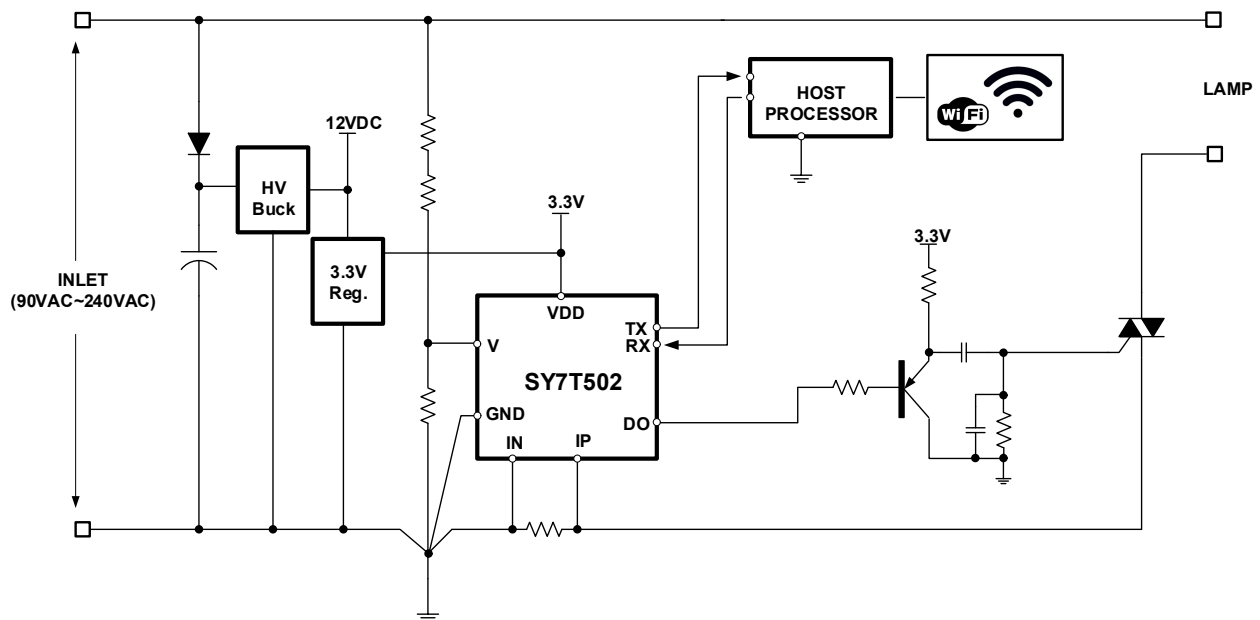 INLET
(90VAC~240VAC)
HV
Buck
12VDC
3.3V
Reg.
3.3V
VDD
V
GND
IN
IP
TX
RX
DO
SY7T502
HOST
PROCESSOR
Wi Fi
LAMP
3.3V